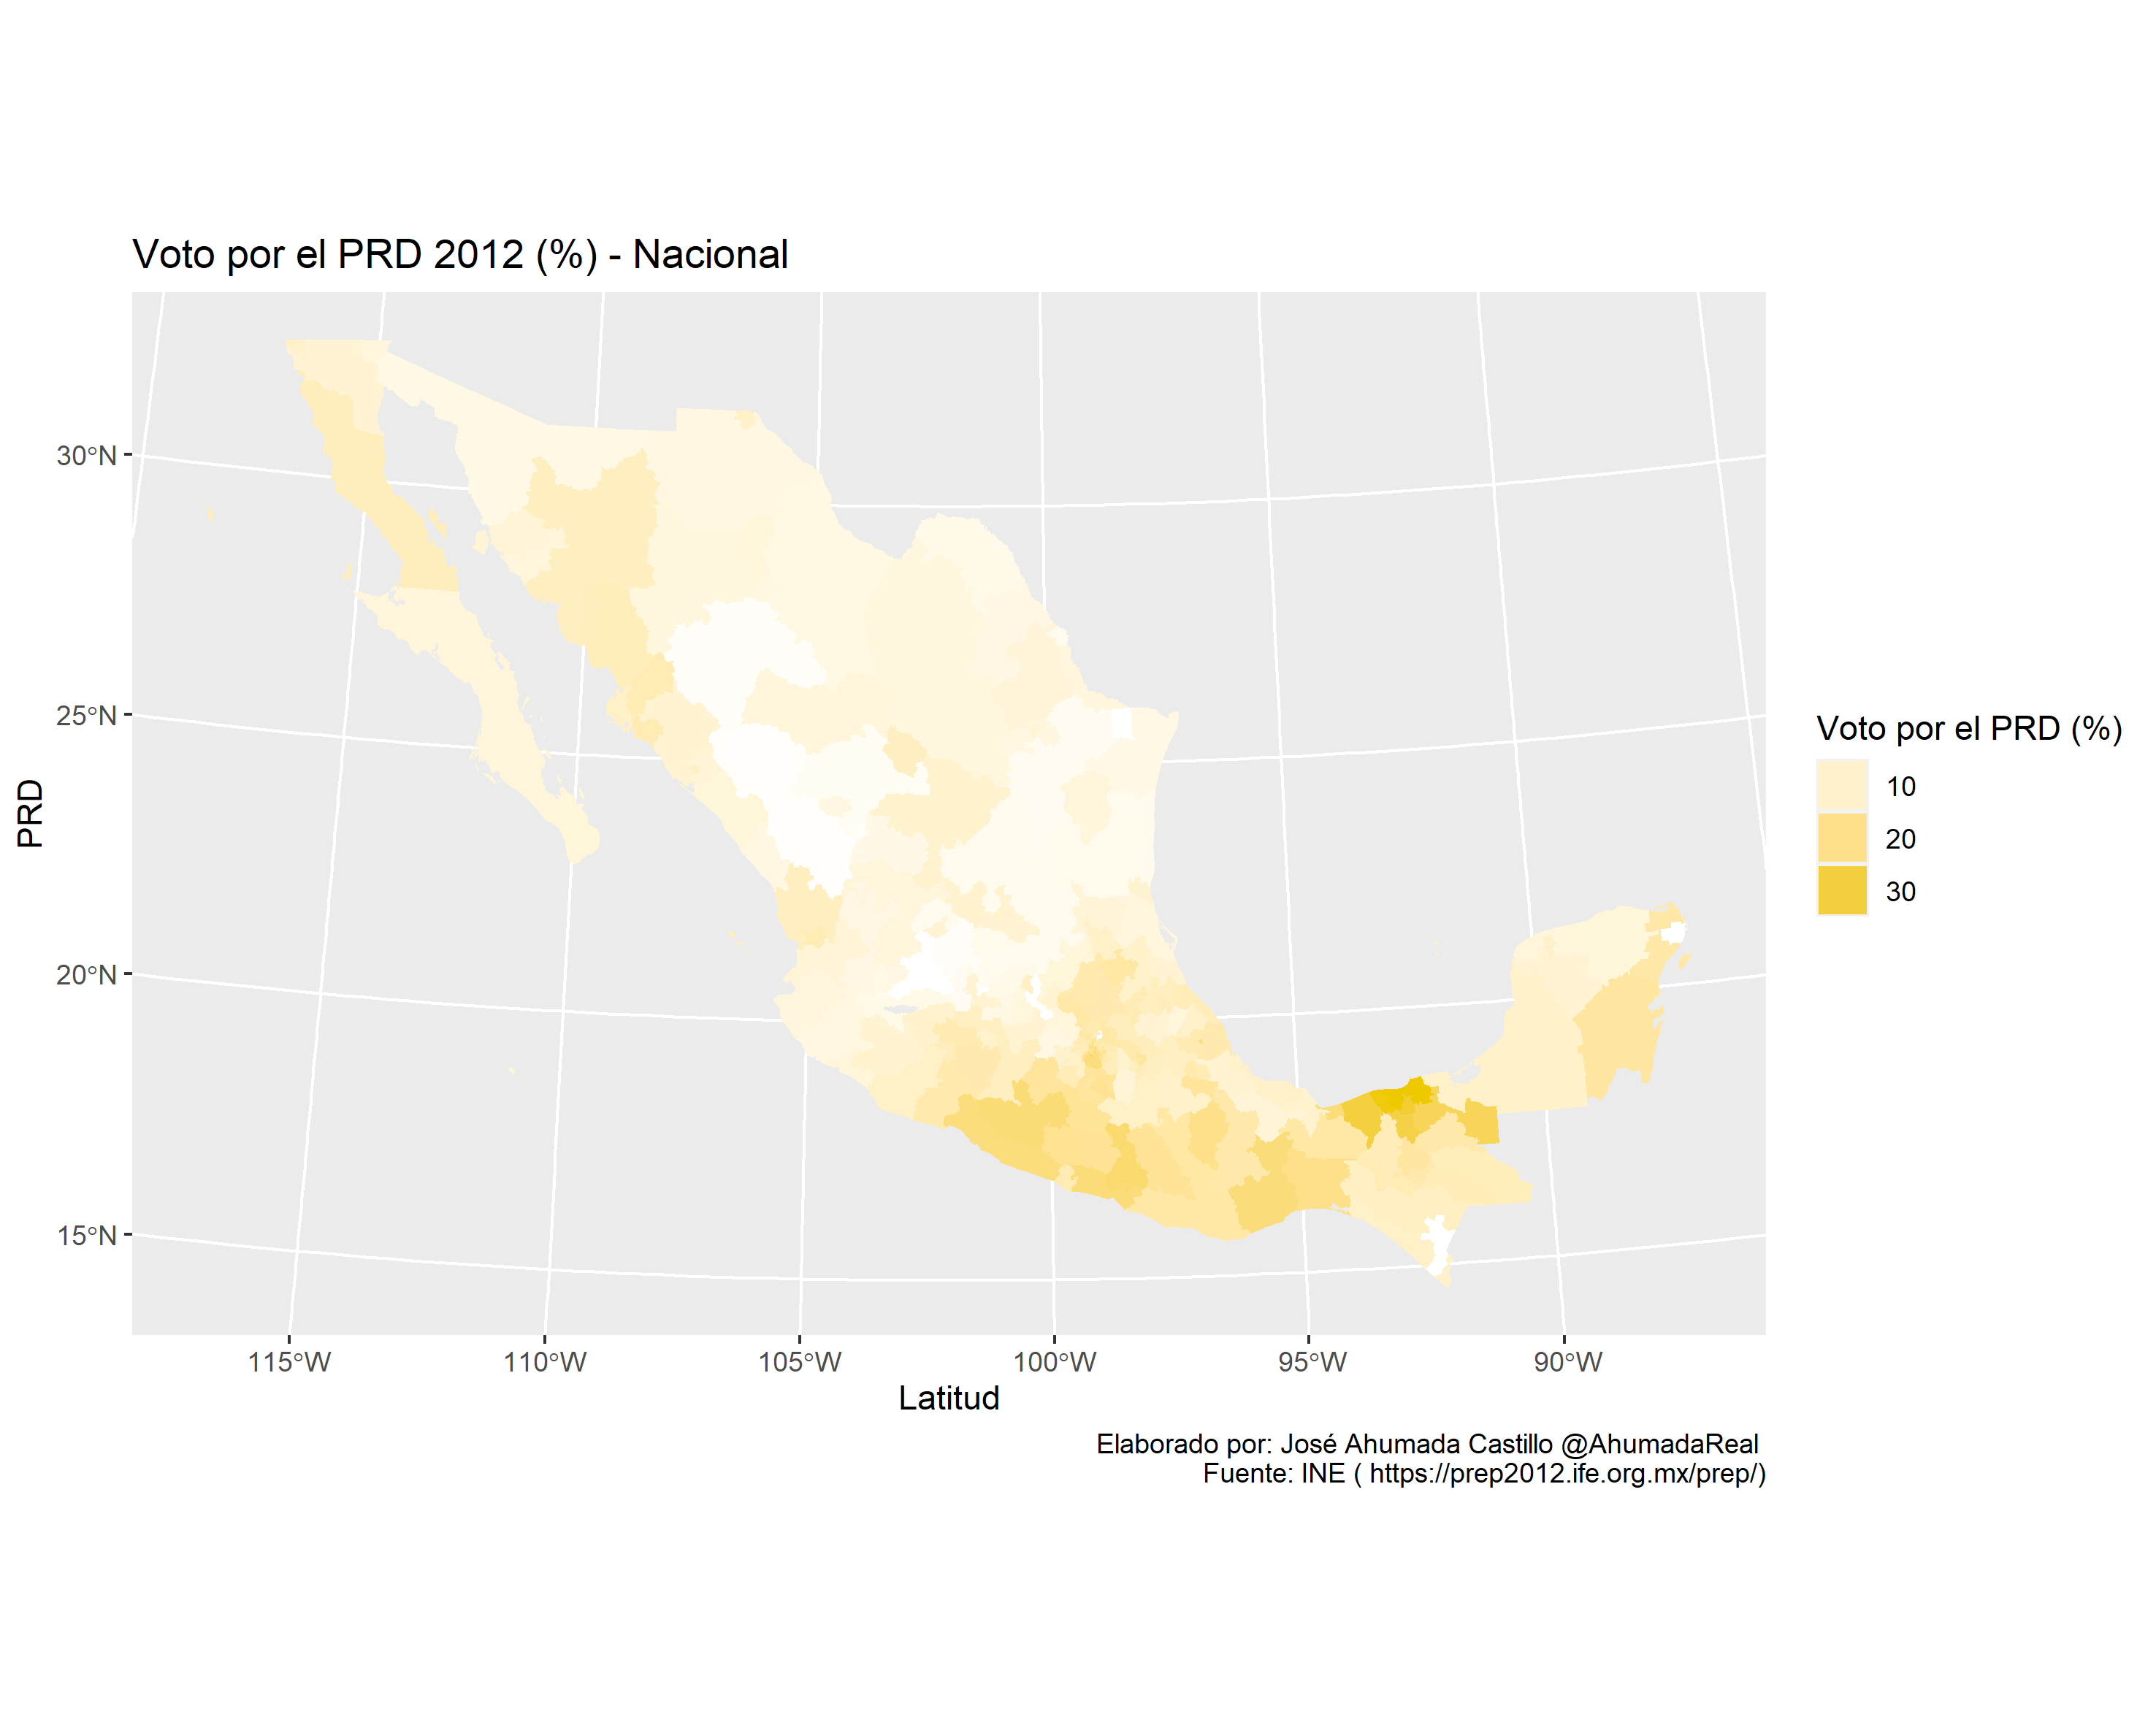 Voto por el PRD 2012 (%) - Nacional
30°N
25°N
20°N
15°N
PRD
115°W
110°W
105°W
100°W
95°W
90°W
Latitud
Voto por el PRD (%)
10
20
30
Elaborado por: José Ahumada Castillo @AhumadaReal
Fuente: INE ( https://prep2012.ife.org.mx/prep/)